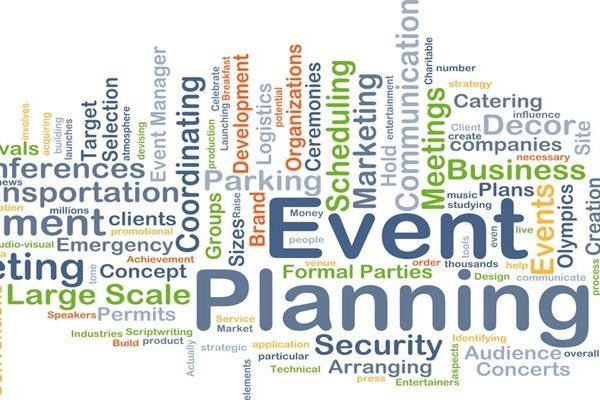 involves
acquiring
building
launches
Target
Selection
atmosphere
devising
Event Manager
Coordinating
production
Celebrate
Launching
Breakfast
Development
Logistics
potential
Organizations
Ceremonies
Scheduling
Marketing
Hold
entertainment
Communication
Charitable
Meetings
number
strategy
Catering
influence
Client
Decor
Site
create
companies
necessary
Business
vals
nferences
news
Parking
music
Plans
studying
nsportation
ation
millions
ment
clients
promotional
Groups
Sizes
Raise
Brand
Money
people
Event
tools
even
live
Events
Olympics
Creation
udio-visual
Emergency
Achievement
eting
tone
Concept
venue
order
thousands
help
Formal Parties
Design
communicate
process
Large Scale
Planning
Speakers
Permits
Service
Market
Industries
Scriptwriting
Build
product
Actually
strategic
application
Security
Identifying
particular
Audience
overall
elements
Technical
Arranging
aspects
Concerts
press
Entertainers